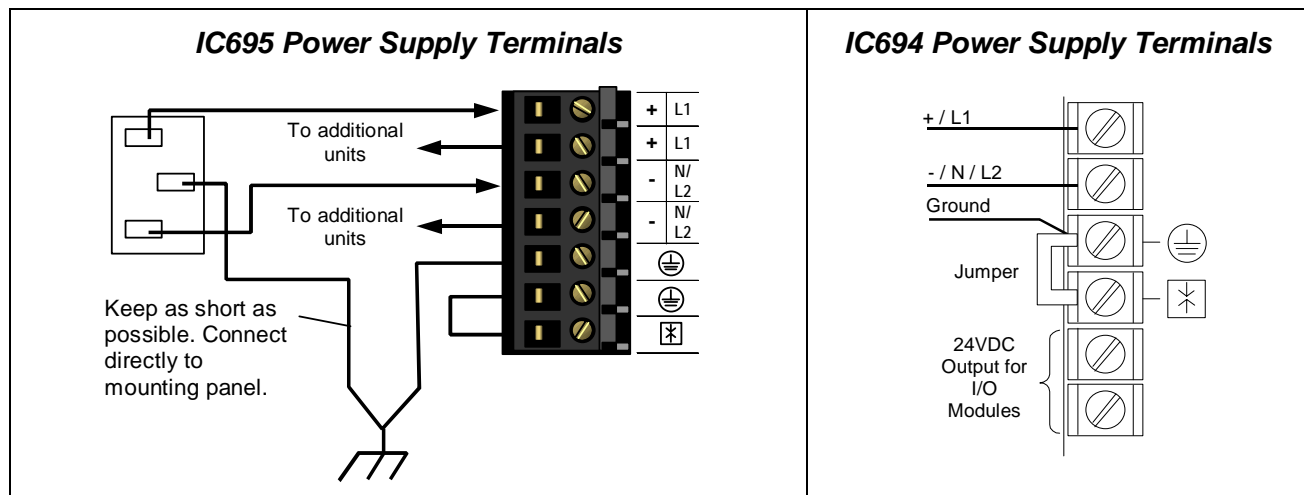 IC695 Power Supply Terminals
To additional
units
To additional
units
Keep as short as
possible. Connect
directly to
mounting panel.
+ L1
+ L1
- N/
L2
- N/
L2
IC694 Power Supply Terminals
+ / L1
- / N / L2
Ground
Jumper
24VDC
Output for
I/O
Modules